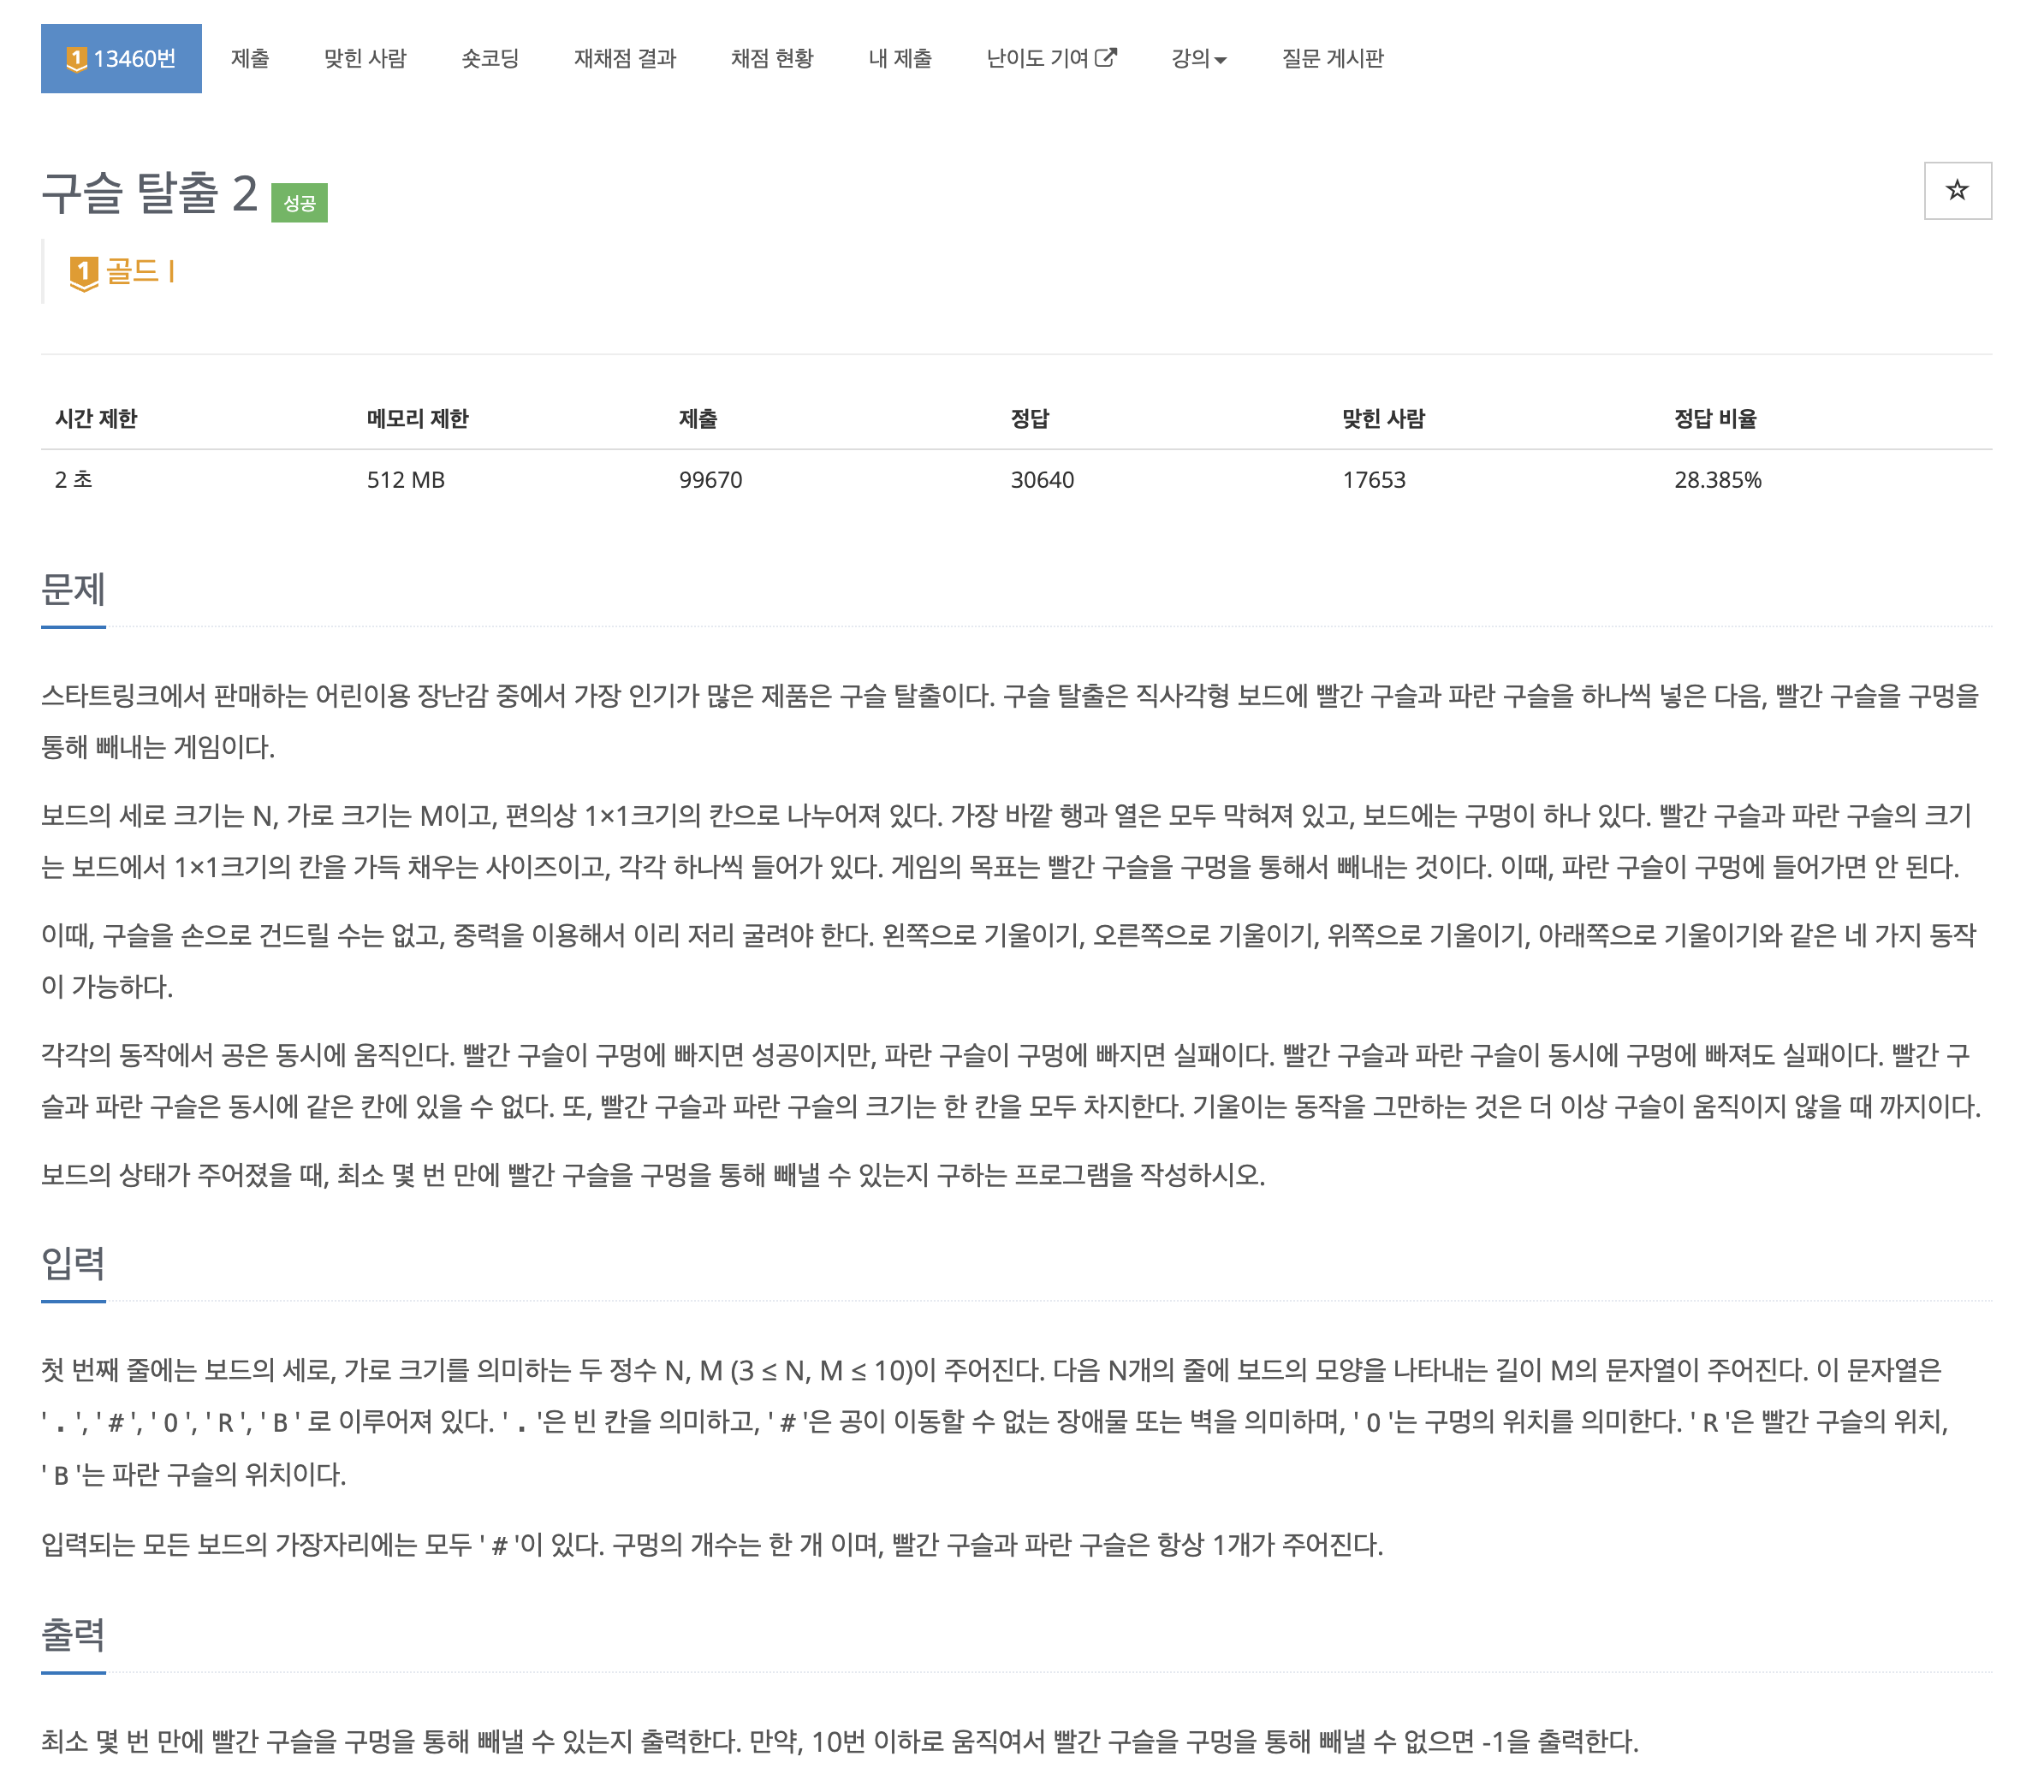 1 13460번 제출 맞힌 사람 숏코딩 재채점 결과 채점 현황 내 제출 난이도 기여 강의 질문 게시판
구슬 탈출 2 성공
1 골드 I
시간 제한 메모리 제한 제출 정답 맞힌 사람 정답 비율
2 초 512 MB 99670 30640 17653 28.385%
문제
스타트링크에서 판매하는 어린이용 장난감 중에서 가장 인기가 많은 제품은 구슬 탈출이다. 구슬 탈출은 직사각형 보드에 빨간 구슬과 파란 구슬을 하나씩 넣은 다음, 빨간 구슬을 구멍을
통해 빼내는 게임이다.
보드의 세로 크기는 N, 가로 크기는 M이고, 편의상 1×1크기의 칸으로 나누어져 있다. 가장 바깥 행과 열은 모두 막혀져 있고, 보드에는 구멍이 하나 있다. 빨간 구슬과 파란 구슬의 크기
는 보드에서 1×1크기의 칸을 가득 채우는 사이즈이고, 각각 하나씩 들어가 있다. 게임의 목표는 빨간 구슬을 구멍을 통해서 빼내는 것이다. 이때, 파란 구슬이 구멍에 들어가면 안 된다.
이때, 구슬을 손으로 건드릴 수는 없고, 중력을 이용해서 이리 저리 굴려야 한다. 왼쪽으로 기울이기, 오른쪽으로 기울이기, 위쪽으로 기울이기, 아래쪽으로 기울이기와 같은 네 가지 동작
이 가능하다.
각각의 동작에서 공은 동시에 움직인다. 빨간 구슬이 구멍에 빠지면 성공이지만, 파란 구슬이 구멍에 빠지면 실패이다. 빨간 구슬과 파란 구슬이 동시에 구멍에 빠져도 실패이다. 빨간 구
슬과 파란 구슬은 동시에 같은 칸에 있을 수 없다. 또, 빨간 구슬과 파란 구슬의 크기는 한 칸을 모두 차지한다. 기울이는 동작을 그만하는 것은 더 이상 구슬이 움직이지 않을 때 까지이다.
보드의 상태가 주어졌을 때, 최소 몇 번 만에 빨간 구슬을 구멍을 통해 빼낼 수 있는지 구하는 프로그램을 작성하시오.
입력
첫 번째 줄에는 보드의 세로, 가로 크기를 의미하는 두 정수 N, M (3 ≤ N, M ≤ 10)이 주어진다. 다음 N개의 줄에 보드의 모양을 나타내는 길이 M의 문자열이 주어진다. 이 문자열은
'.', '#', 'O', 'R', 'B' 로 이루어져 있다. '.'은 빈 칸을 의미하고, '#'은 공이 이동할 수 없는 장애물 또는 벽을 의미하며, 'O'는 구멍의 위치를 의미한다. 'R'은 빨간 구슬의 위치,
'B'는 파란 구슬의 위치이다.
입력되는 모든 보드의 가장자리에는 모두 '#'이 있다. 구멍의 개수는 한 개 이며, 빨간 구슬과 파란 구슬은 항상 1개가 주어진다.
출력
최소 몇 번 만에 빨간 구슬을 구멍을 통해 빼낼 수 있는지 출력한다. 만약, 10번 이하로 움직여서 빨간 구슬을 구멍을 통해 빼낼 수 없으면 -1을 출력한다.